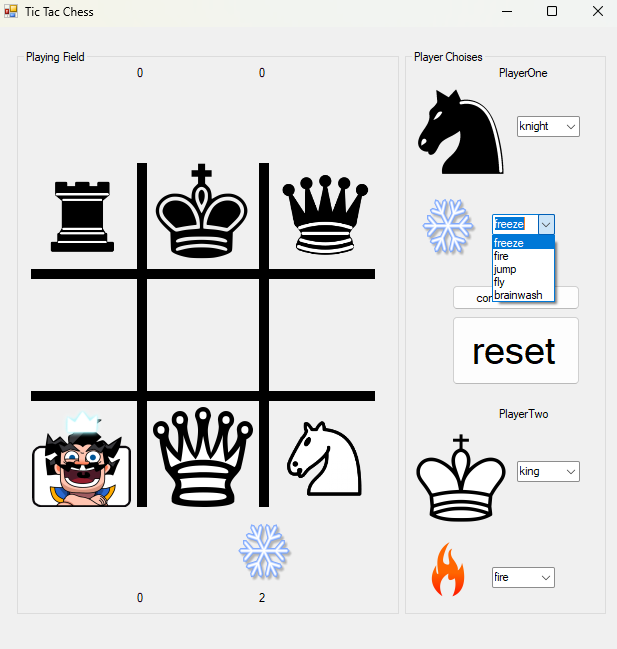 Tic Tac Chess
Playing Field
0 0
0 2
Player Choises
PlayerOne
knight
freeze
freeze
fire
jump
fly
brainwash
reset
PlayerTwo
king
fire